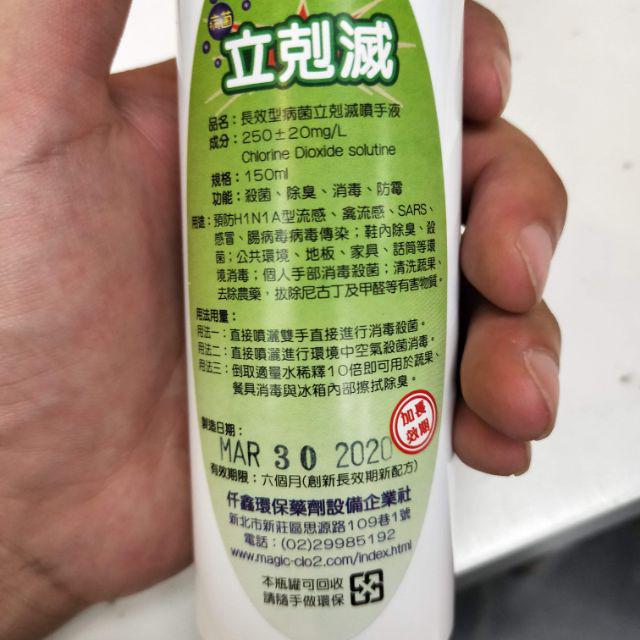 病菌
立剋滅
品名：長效型病菌立剋滅噴手液
成分：250±20mg/L
Chlorine Dioxide solutine
規格：150ml
功能：殺菌、除臭、消毒、防霉
用途：預防H1N1A型流感、禽流感、SARS、
感冒、腸病毒病毒傳染；鞋內除臭、殺
菌；公共環境、地板、家具、話筒等環
境消毒；個人手部消毒殺菌；清洗蔬果、
去除農藥，拔除尼古丁及甲醛等有害物質。
用法用量：
用法一：直接噴灑雙手直接進行消毒殺菌。
用法二：直接噴灑進行環境中空氣殺菌消毒。
用法三：倒取適量水稀釋10倍即可用於蔬果、
餐具消毒與冰箱內部擦拭除臭。
加長
效期
製造日期：
MAR 30 2020
有效期限：六個月(創新長效期新配方)
仟鑫環保藥劑設備企業社
新北市新莊區思源路109巷1號
電話：(02)29985192
www.magic-clo2.com/index.html
本瓶罐可回收
請隨手做環保